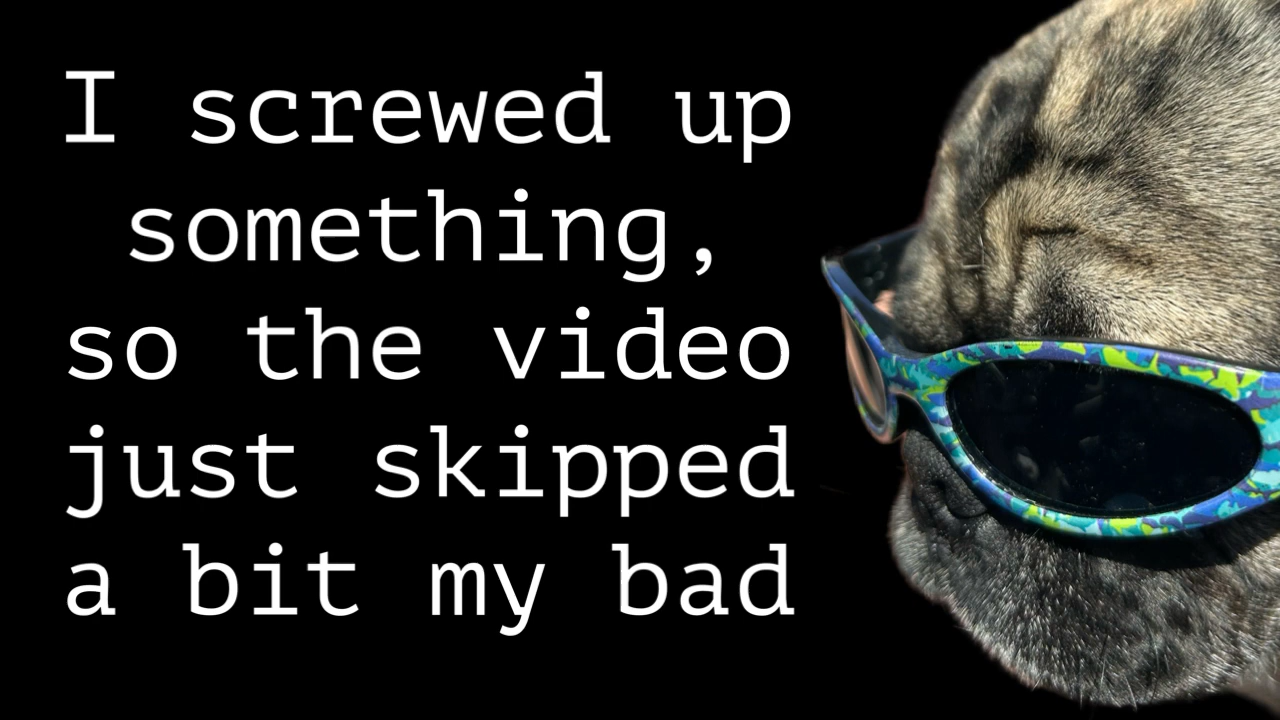 I screwed up
something,
so the video
just skipped
a bit my bad